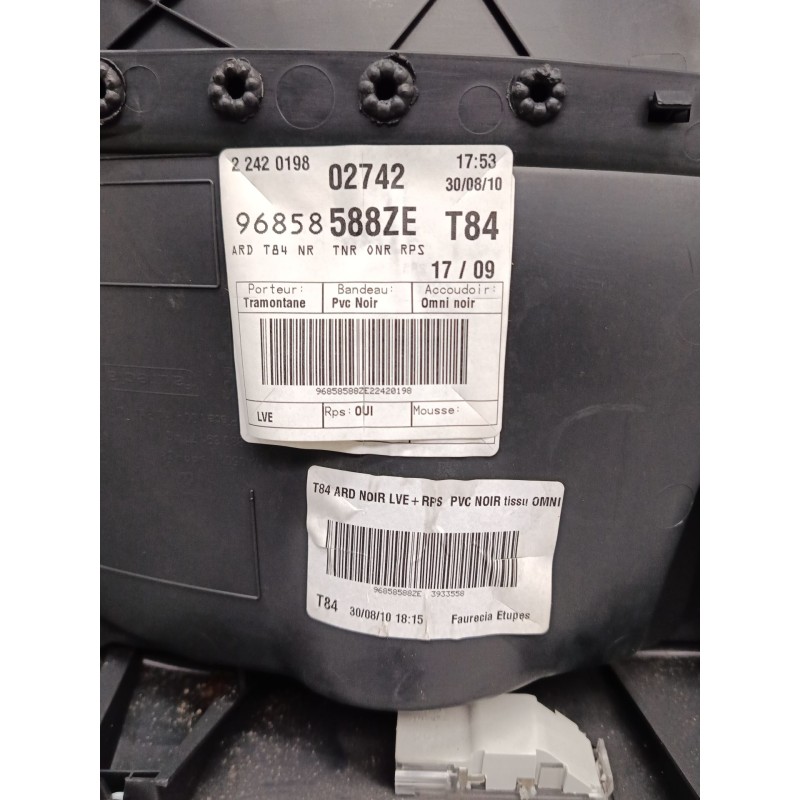 2 242 0198 02742 17:53
30/08/10
96858 588ZE T84
ARD T84 NR TNR ONR RPS
17 / 09
Porteur: Bandeau: Accoudoir:
Tramontane Pvc Noir Omni noir
96858588ZE22420198
LVE Rps: OUI Mousse:
T84 ARD NOIR LVE + RPS PVC NOIR tissu OMNI
96858588ZE 3933558
T84 30/08/10 18:15 Faurecia Etupes